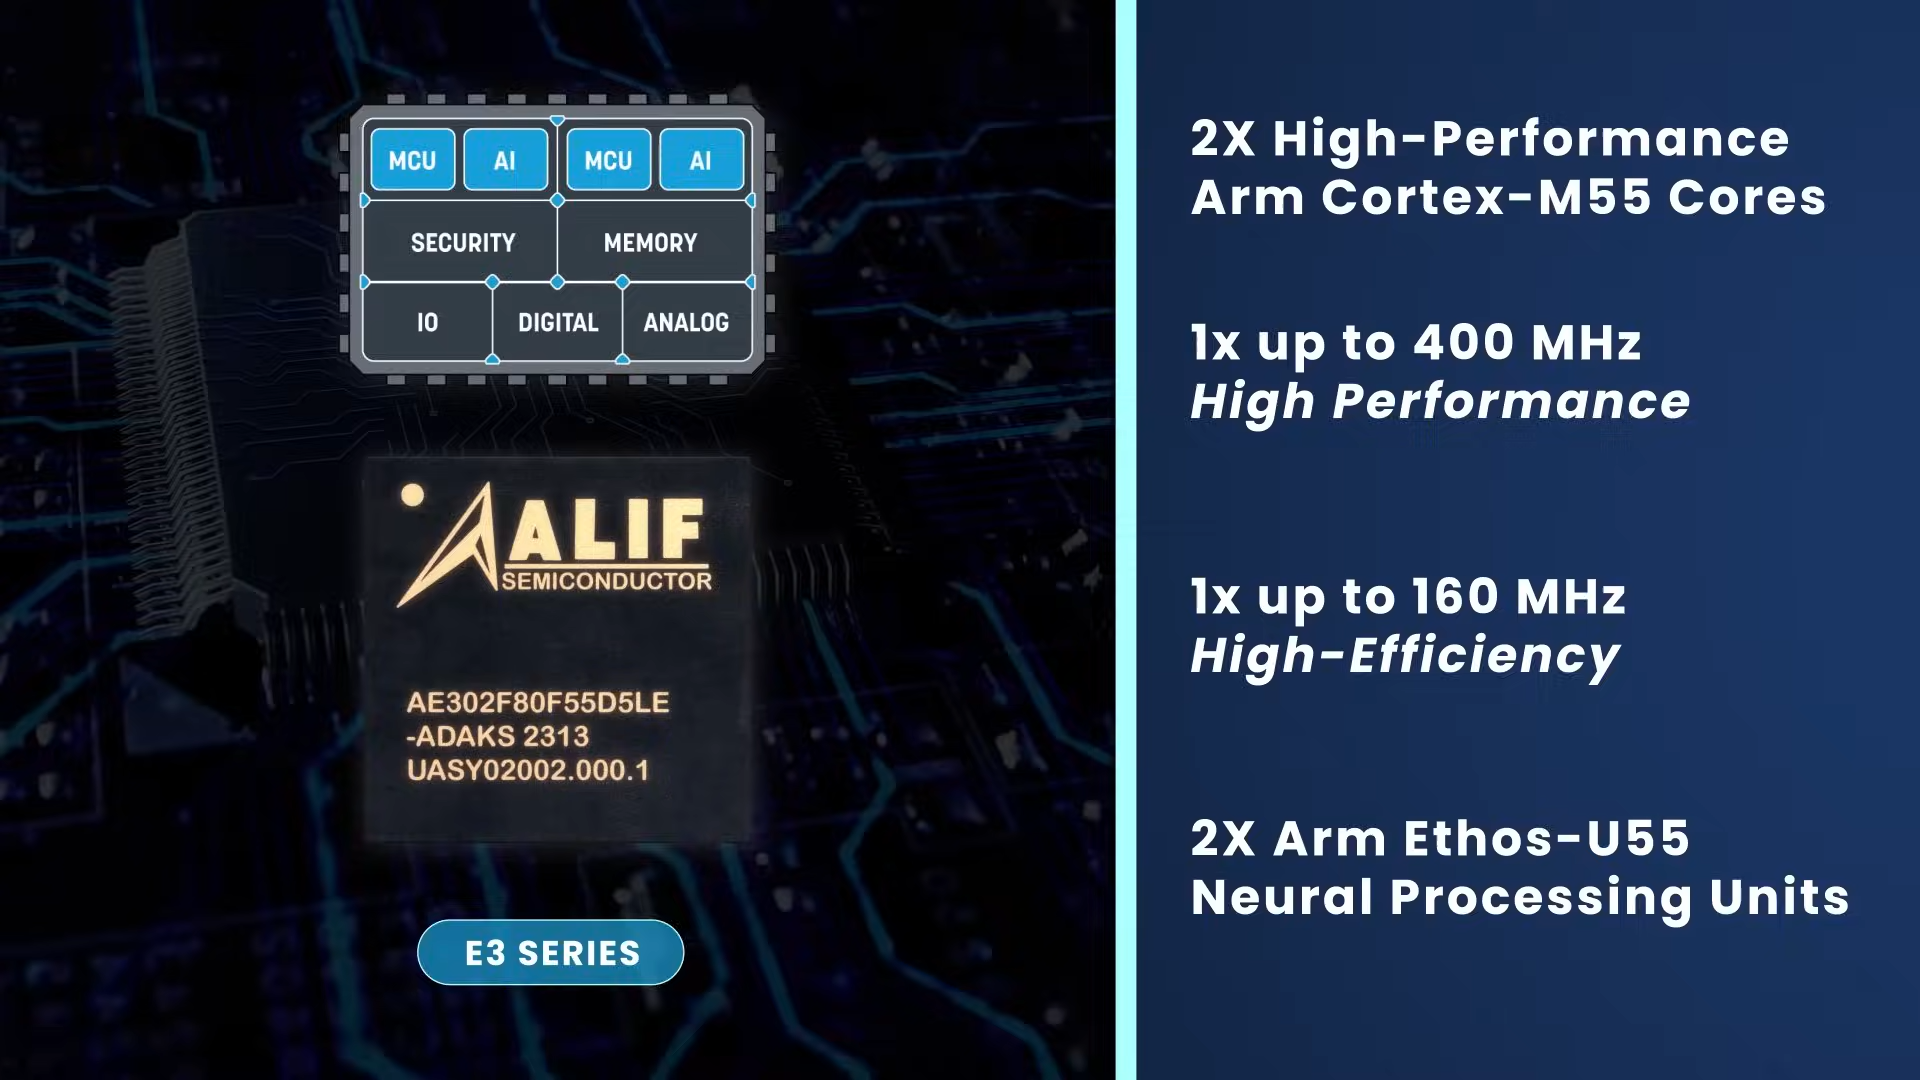 MCU AI MCU AI
SECURITY MEMORY
IO DIGITAL ANALOG
ALIF
SEMICONDUCTOR
AE302F80F55D5LE
-ADAKS 2313
UASY02002.000.1
E3 SERIES
2X High-Performance
Arm Cortex-M55 Cores
1x up to 400 MHz
High Performance
1x up to 160 MHz
High-Efficiency
2X Arm Ethos-U55
Neural Processing Units